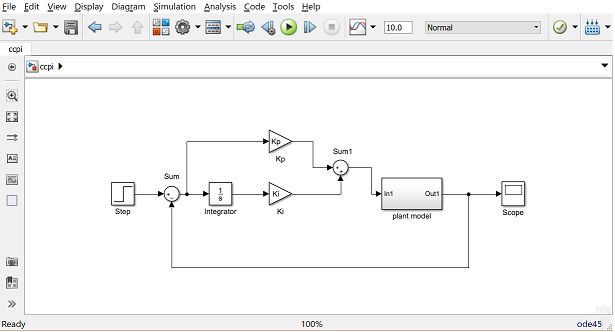 File Edit View Display Diagram Simulation Analysis Code Tools Help
10.0 Normal
ccpi
ccpi
Kp
Kp
Sum1
Sum
Step
1
s
Integrator
Ki
Ki
In1 Out1
plant model
Scope
Ready 100% ode45